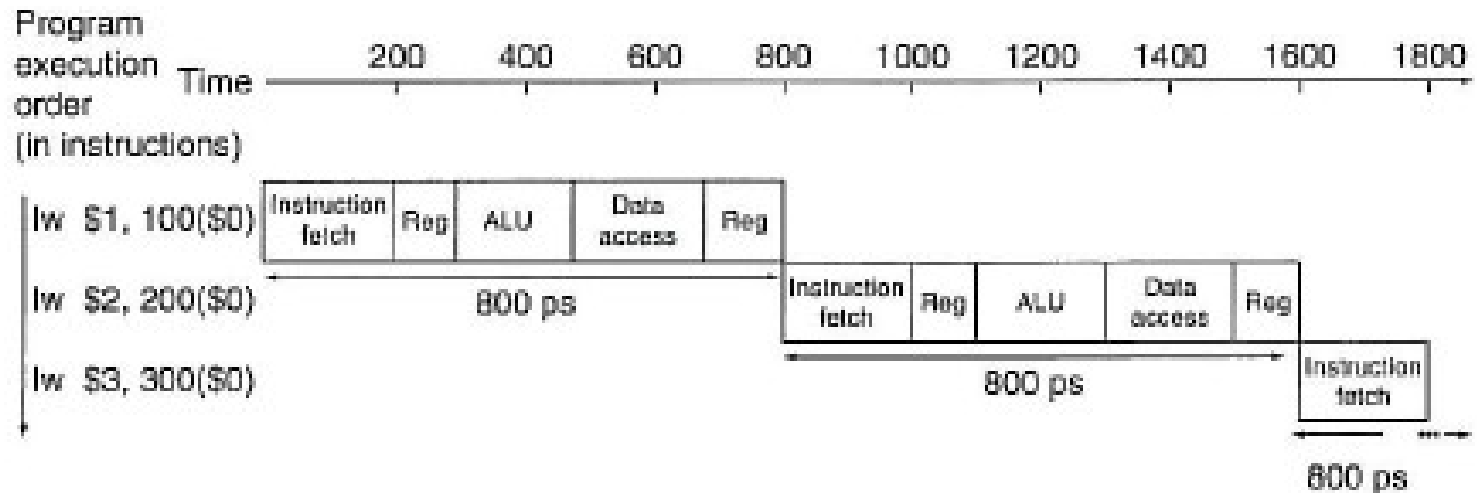 Program
execution
order
(in instructions)
Time
200 400 600 800 1000 1200 1400 1600 1800
lw $1, 100($0)
Instruction
fetch
Reg
ALU
Data
access
Reg
800 ps
lw $2, 200($0)
Instruction
fetch
Reg
ALU
Data
access
Reg
800 ps
lw $3, 300($0)
Instruction
fetch
800 ps